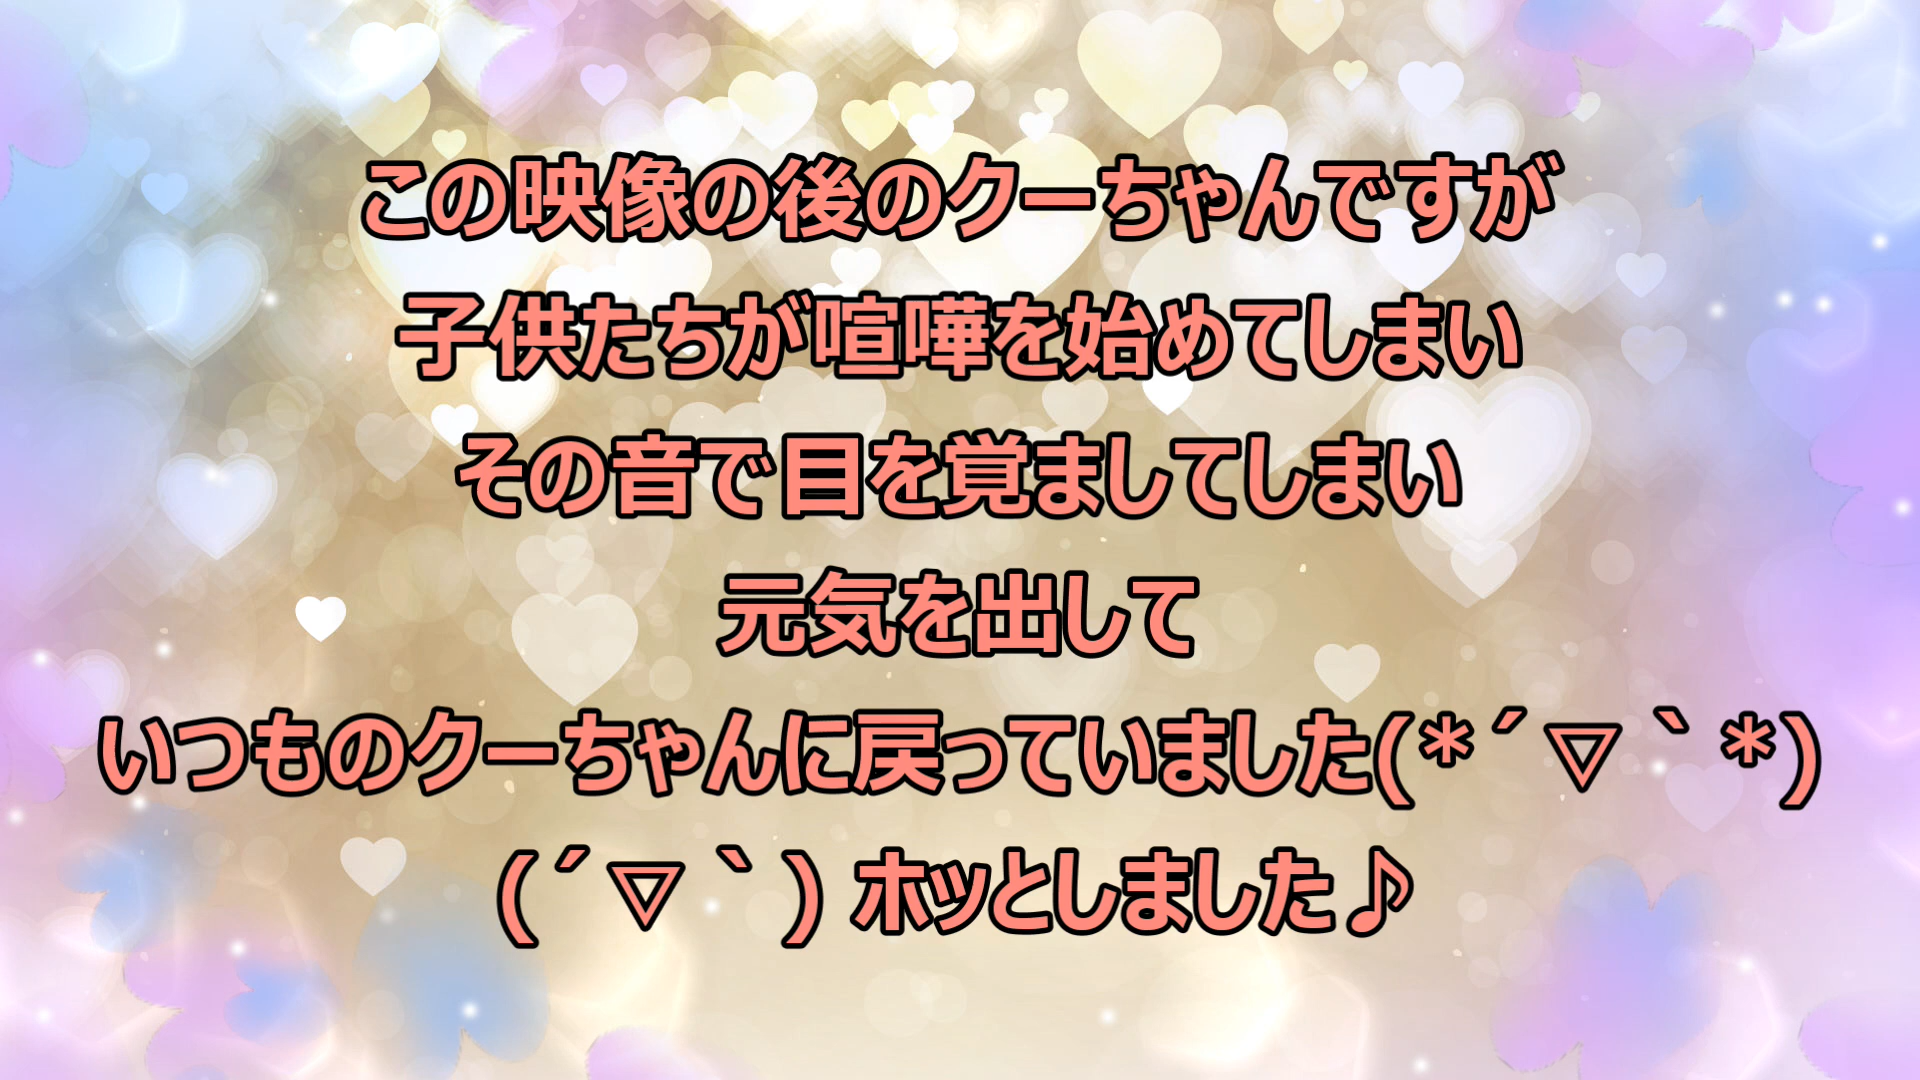 この映像の後のクーちゃんですが
子供たちが喧嘩を始めてしまい
その音で目を覚ましてしまい
元気を出して
いつものクーちゃんに戻っていました(*´▽｀*)
(´▽｀) ホッとしました♪